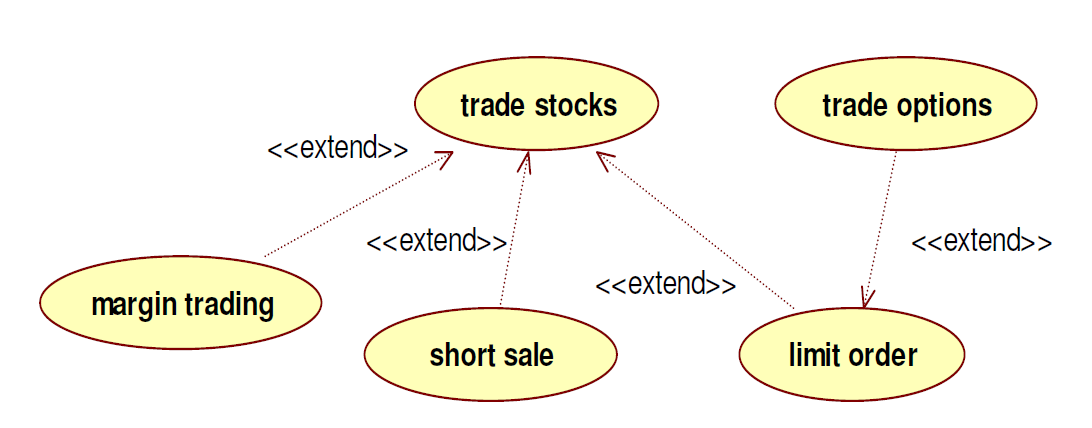 trade stocks
trade options
<<extend>>
<<extend>>
<<extend>>
<<extend>>
margin trading
short sale
limit order